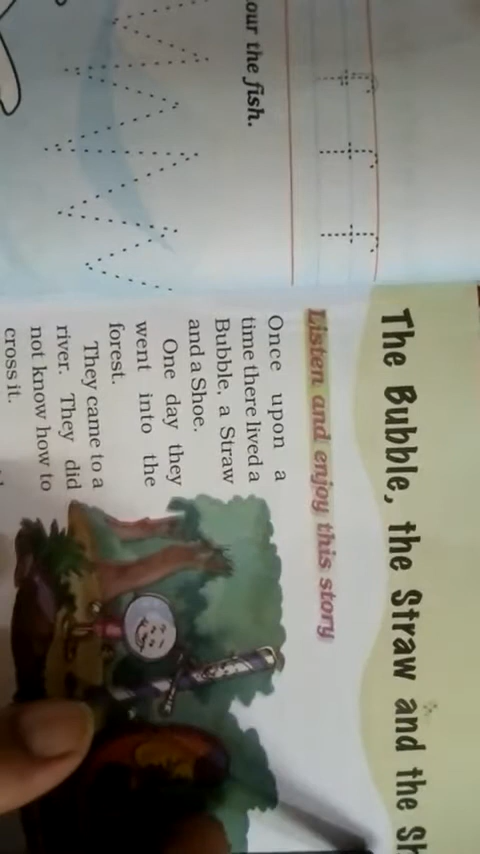 our the fish.
The Bubble, the Straw and the
Listen and enjoy this story
Once upon a
time there lived a
Bubble, a Straw
and a Shoe.
One day they
went into the
forest.
They came to a
river. They did
not know how to
cross it.